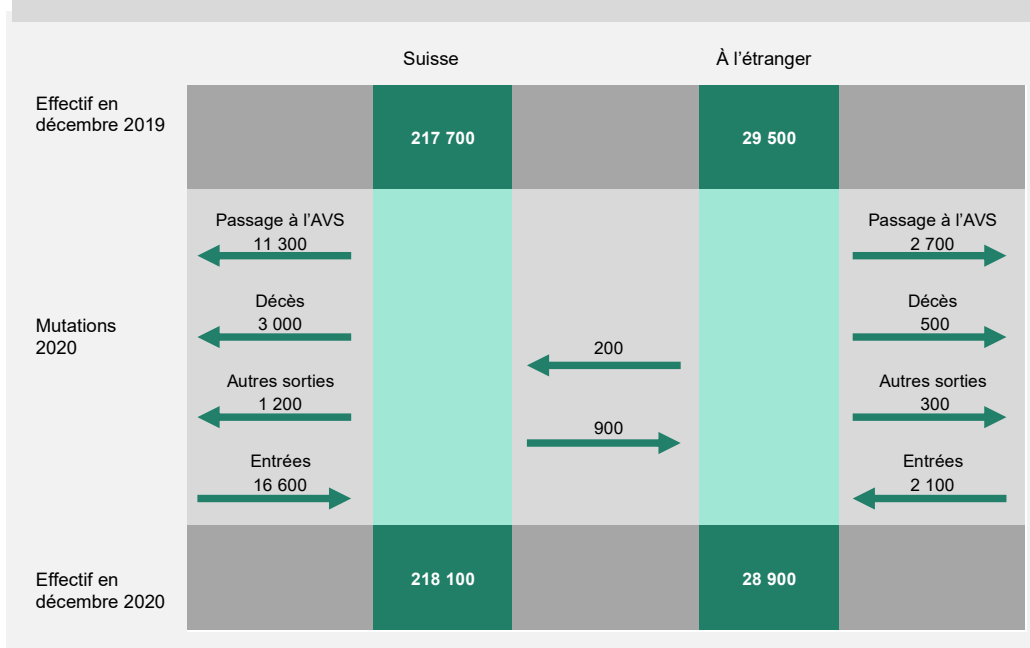 Suisse
À l’étranger
Effectif en
décembre 2019
217 700
29 500
Passage à l’AVS
11 300
Passage à l’AVS
2 700
Décès
3 000
Décès
500
Mutations
2020
200
Autres sorties
1 200
Autres sorties
300
900
Entrées
16 600
Entrées
2 100
Effectif en
décembre 2020
218 100
28 900